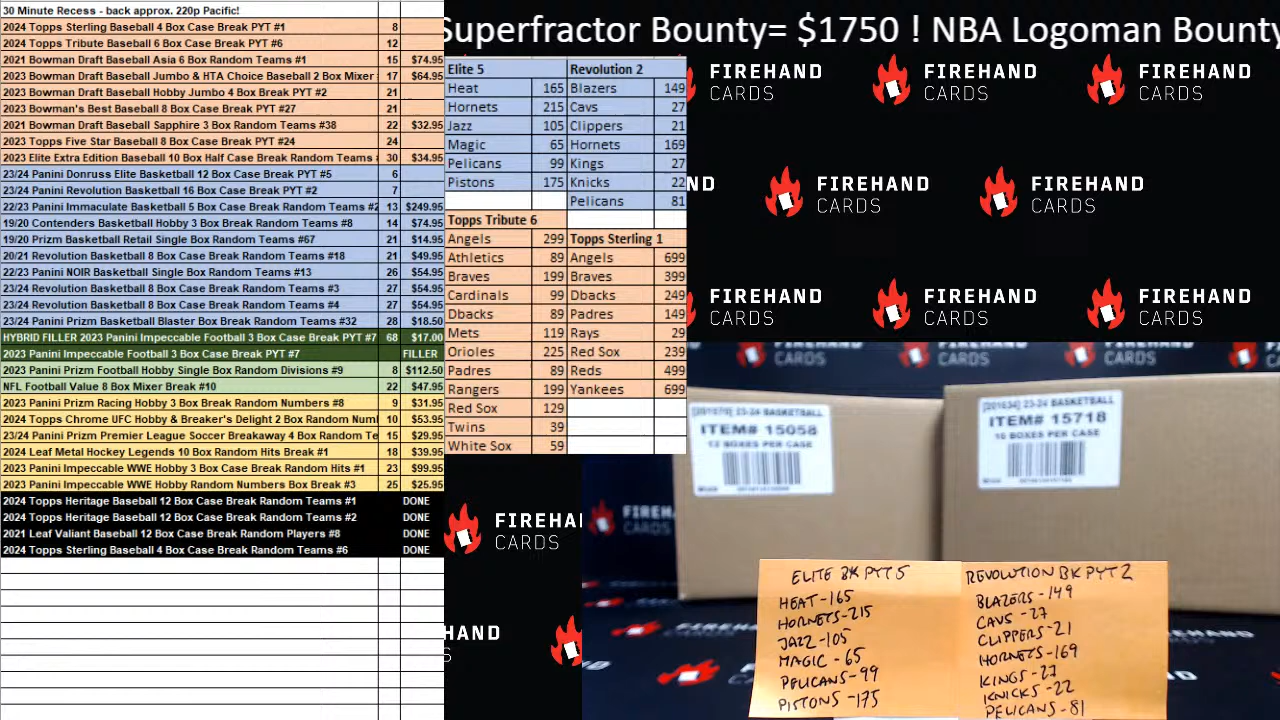 30 Minute Recess - back approx. 220p Pacific!
2024 Topps Sterling Baseball 4 Box Case Break PYT #1 8
2024 Topps Tribute Baseball 6 Box Case Break PYT #6 12
2021 Bowman Draft Baseball Asia 6 Box Random Teams #1 15 $74.95
2023 Bowman Draft Baseball Jumbo & HTA Choice Baseball 2 Box Mixer 17 $64.95
2023 Bowman Draft Baseball Hobby Jumbo 4 Box PYT #2 21
2023 Bowman's Best Baseball 8 Box Case Break PYT #27 21
2021 Bowman Draft Baseball Sapphire 3 Box Random Teams #38 22 $32.95
2023 Topps Five Star Baseball 8 Box Case Break PYT #24 24
2023 Elite Extra Edition Baseball 10 Box Half Case Break Random Teams 30 $34.95
23/24 Panini Donruss Elite Basketball 12 Box Case Break PYT #5 6
23/24 Panini Revolution Basketball 16 Box Case Break PYT #2 7
22/23 Panini Immaculate Basketball 5 Box Case Break Random Teams #2 13 $249.95
19/20 Contenders Basketball Hobby 3 Box Break Random Teams #8 14 $74.95
19/20 Prizm Basketball Retail Single Box Random Teams #67 21 $14.95
20/21 Revolution Basketball 8 Box Case Break Random Teams #18 21 $49.95
22/23 Panini NOIR Basketball Single Box Random Teams #13 26 $54.95
23/24 Revolution Basketball 8 Box Case Break Random Teams #3 27 $54.95
23/24 Revolution Basketball 8 Box Case Break Random Teams #4 27 $54.95
23/24 Panini Prizm Basketball Blaster Box Break Random Teams #32 28 $18.50
HYBRID FILLER 2023 Panini Impeccable Football 3 Box Case Break PYT #7 68 $17.00
2023 Panini Impeccable Football 3 Box Case Break PYT #7 FILLER
2023 Panini Prizm Football Hobby Single Box Random Divisions #9 8 $112.50
NFL Football Value 8 Box Mixer Break #10 22 $47.95
2023 Panini Prizm Racing Hobby 3 Box Break Random Numbers #8 9 $31.95
2024 Topps Chrome UFC Hobby & Breaker's Delight 2 Box Random Num 10 $53.95
23/24 Panini Prizm Premier League Soccer Breakaway 4 Box Random Te 15 $29.95
2024 Leaf Metal Hockey Legends 10 Box Random Hits Break #1 18 $39.95
2023 Panini Impeccable WWE Hobby 3 Box Case Break Random Hits #1 23 $99.95
2023 Panini Impeccable WWE Hobby Random Numbers Box Break #3 25 $25.95
2024 Topps Heritage Baseball 12 Box Case Break Random Teams #1 DONE
2024 Topps Heritage Baseball 12 Box Case Break Random Teams #2 DONE
2021 Leaf Valiant Baseball 12 Box Case Break Random Players #8 DONE
2024 Topps Sterling Baseball 4 Box Case Break Random Teams #6 DONE
Superfractor Bounty= $1750 ! NBA Logoman Bounty
Elite 5 Revolution 2
Heat 165 Blazers 149
Hornets 215 Cavs 27
Jazz 105 Clippers 21
Magic 65 Hornets 169
Pelicans 99 Kings 27
Pistons 175 Knicks 22
Pelicans 81
Topps Tribute 6
Angels 299 Topps Sterling 1
Athletics 89 Angels 699
Braves 199 Braves 399
Cardinals 99 Dbacks 249
Dbacks 89 Padres 149
Mets 119 Rays 29
Orioles 225 Red Sox 239
Padres 89 Reds 499
Rangers 199 Yankees 699
Red Sox 129
Twins 39
White Sox 59
FIREHAND FIREHAND FIREHAND
CARDS CARDS CARDS
ND FIREHAND FIREHAND
CARDS CARDS
FIREHAND FIREHAND FIREHAND
CARDS CARDS CARDS
FIREHA
CARDS
HAND
S
23-24 BASKETBALL
ITEM# 15058
12 BOXES PER CASE
23-24 BASKETBALL
ITEM# 15718
16 BOXES PER CASE
ELITE BK PYT 5
HEAT-165
HORNETS-215
JAZZ-105
MAGIC - 65
PELICANS-99
PISTONS -175
REVOLUTION BK PYT 2
BLAZERS -149
CAVS -27
CLIPPERS-21
HORNETS-169
KINGS -27
KNICKS -22
PELICANS -81